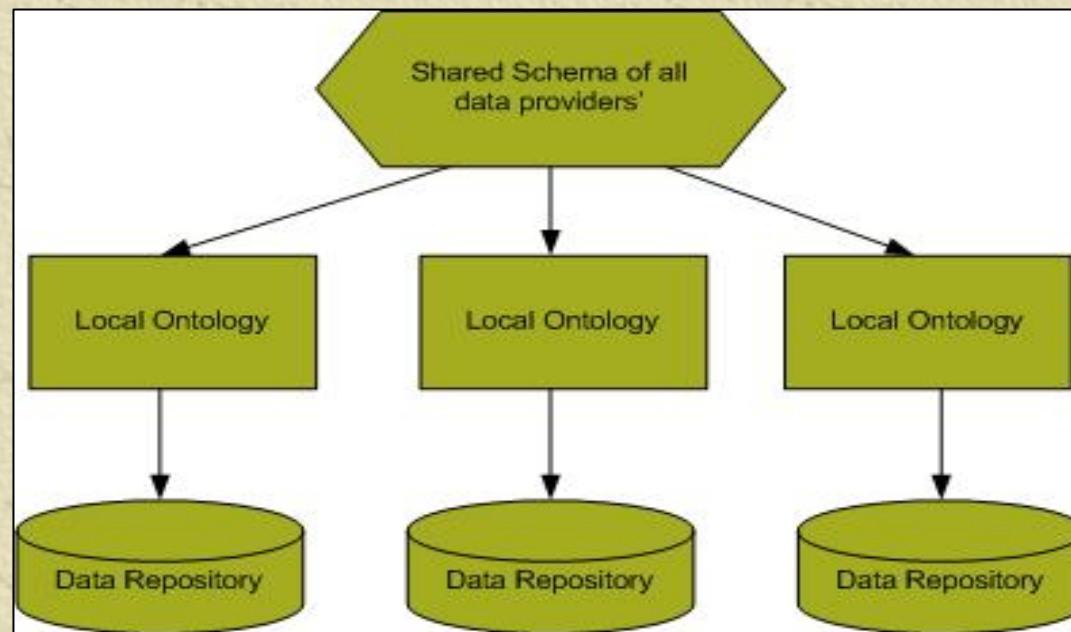 Shared Schema of all
data providers'
Local Ontology
Local Ontology
Local Ontology
Data Repository
Data Repository
Data Repository